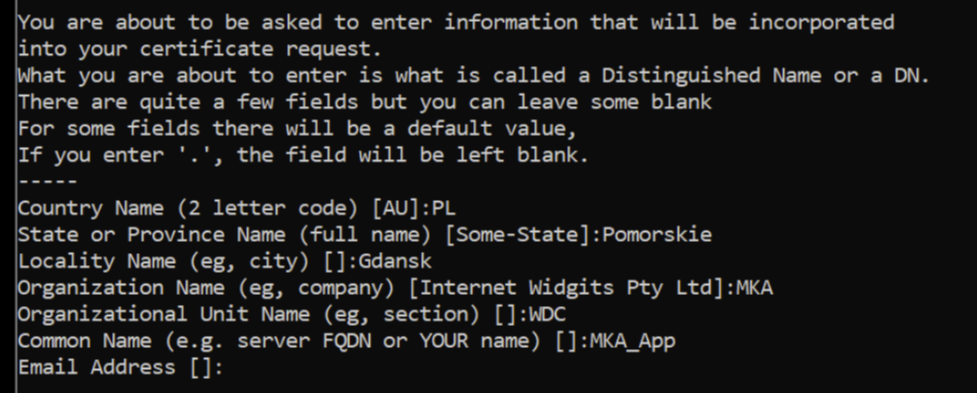 You are about to be asked to enter information that will be incorporated
into your certificate request.
What you are about to enter is what is called a Distinguished Name or a DN.
There are quite a few fields but you can leave some blank
For some fields there will be a default value,
If you enter '.', the field will be left blank.
-----
Country Name (2 letter code) [AU]:PL
State or Province Name (full name) [Some-State]:Pomorskie
Locality Name (eg, city) []:Gdansk
Organization Name (eg, company) [Internet Widgits Pty Ltd]:MKA
Organizational Unit Name (eg, section) []:WDC
Common Name (e.g. server FQDN or YOUR name) []:MKA_App
Email Address []: